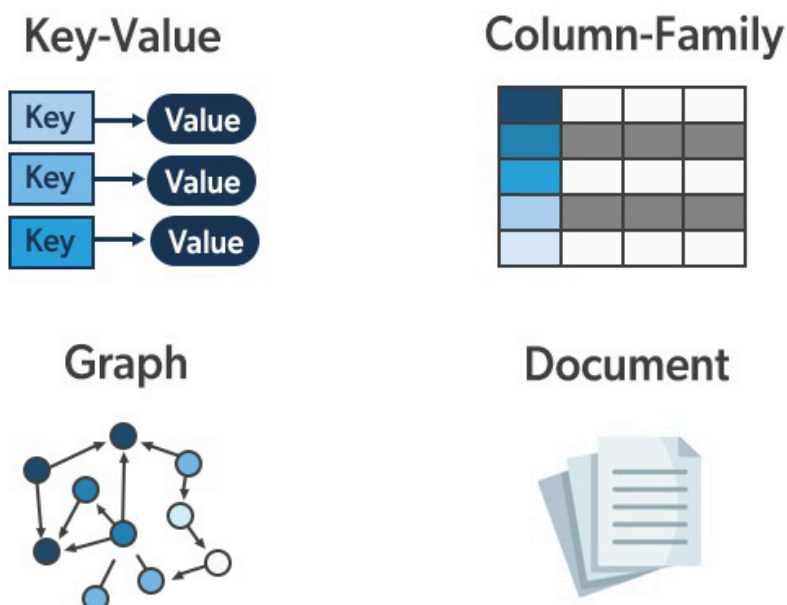 Key-Value
Key
Value
Key
Value
Key
Value
Column-Family
Graph
Document